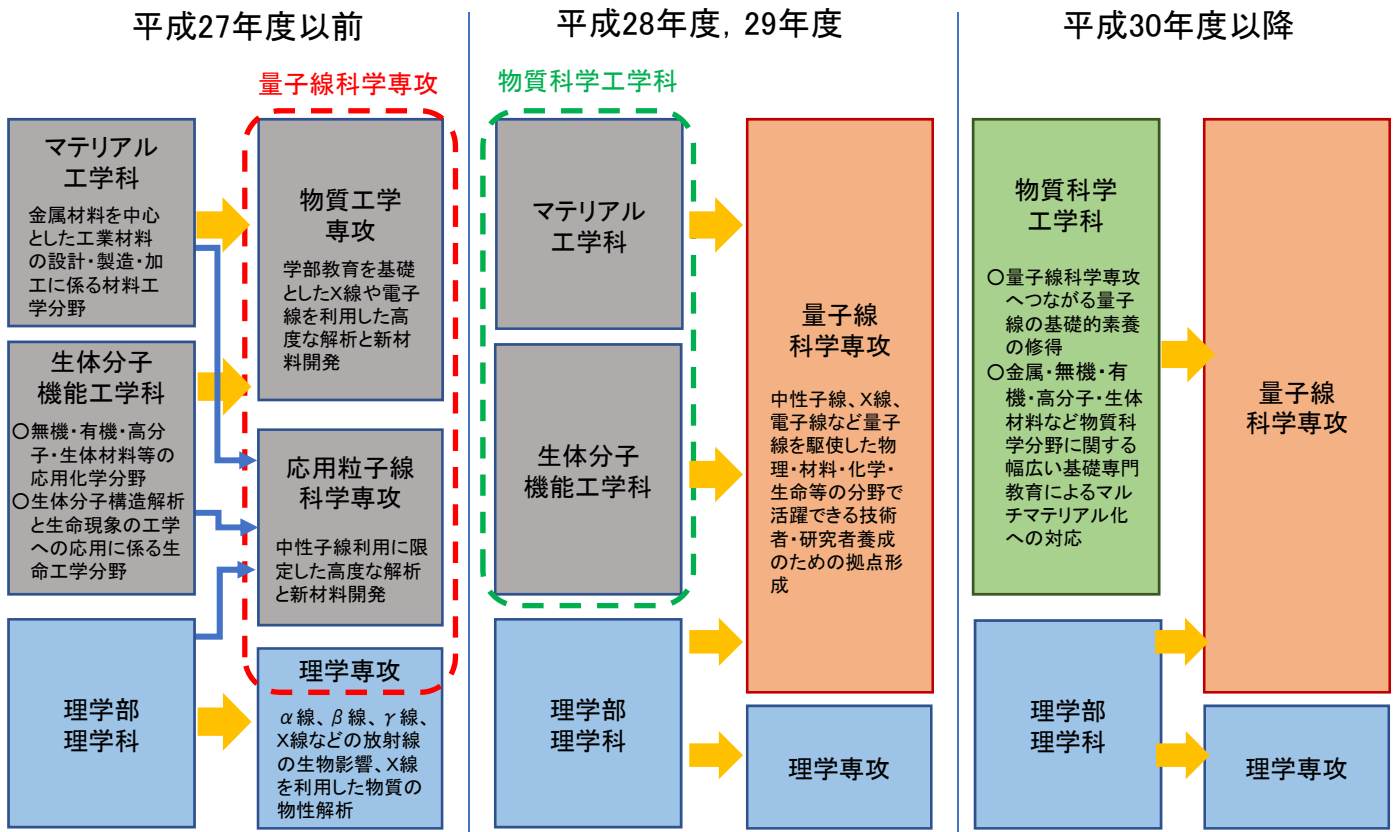 平成27年度以前
量子線科学専攻
マテリアル
工学科
金属材料を中心
とした工業材料
の設計・製造・加
工に係る材料工
学分野
生体分子
機能工学科
○無機・有機・高分
子・生体材料等の
応用化学分野
○生体分子構造解析
と生命現象の工学
への応用に係る生
命工学分野
理学部
理学科
物質工学
専攻
学部教育を基礎
としたX線や電子
線を利用した高
度な解析と新材
料開発
応用粒子線
科学専攻
中性子線利用に限
定した高度な解析
と新材料開発
理学専攻
α線、β線、γ線、
X線などの放射線
の生物影響、X線
を利用した物質の
物性解析
平成28年度，29年度
物質科学工学科
マテリアル
工学科
生体分子
機能工学科
理学部
理学科
量子線
科学専攻
中性子線、X線、
電子線など量子
線を駆使した物
理・材料・化学・
生命等の分野で
活躍できる技術
者・研究者養成
のための拠点形
成
理学専攻
平成30年度以降
物質科学
工学科
○量子線科学専攻
へつながる量子
線の基礎的素養
の修得
○金属・無機・有
機・高分子・生体
材料など物質科
学分野に関する
幅広い基礎専門
教育によるマル
チマテリアル化
への対応
理学部
理学科
量子線
科学専攻
理学専攻